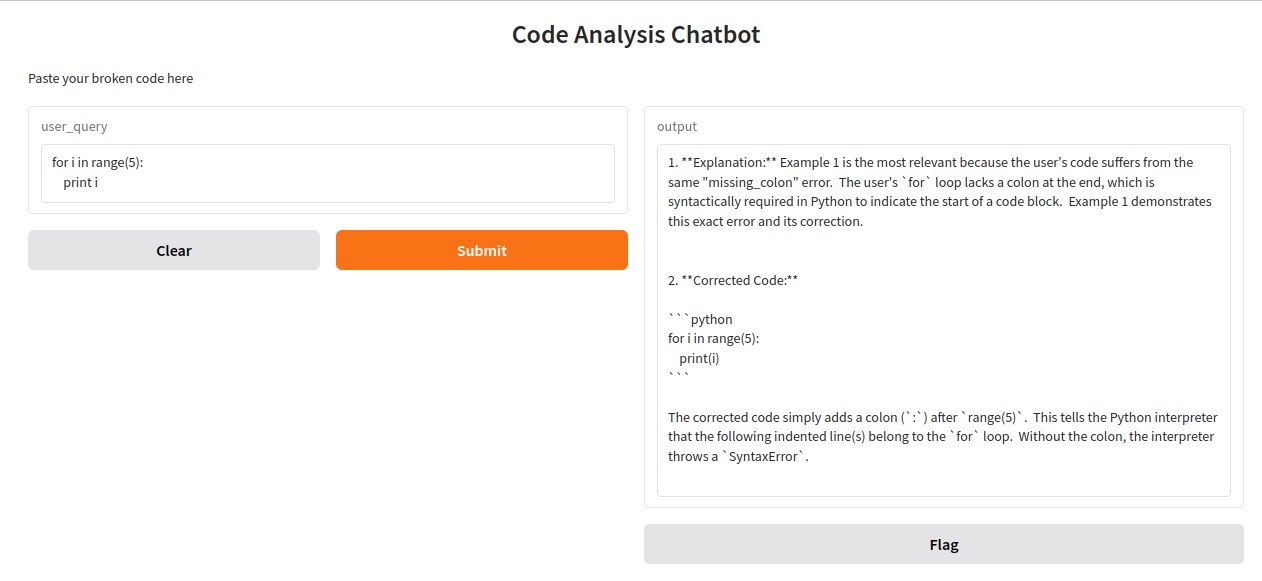 Code Analysis Chatbot
Paste your broken code here
user_query
for i in range(5):
    print i
Clear
Submit
output
1. **Explanation:** Example 1 is the most relevant because the user's code suffers from the
same "missing_colon" error.  The user's `for` loop lacks a colon at the end, which is
syntactically required in Python to indicate the start of a code block.  Example 1 demonstrates
this exact error and its correction.
2. **Corrected Code:**
```python
for i in range(5):
    print(i)
```
The corrected code simply adds a colon (`:`) after `range(5)`.  This tells the Python interpreter
that the following indented line(s) belong to the `for` loop.  Without the colon, the interpreter
throws a `SyntaxError`.
Flag